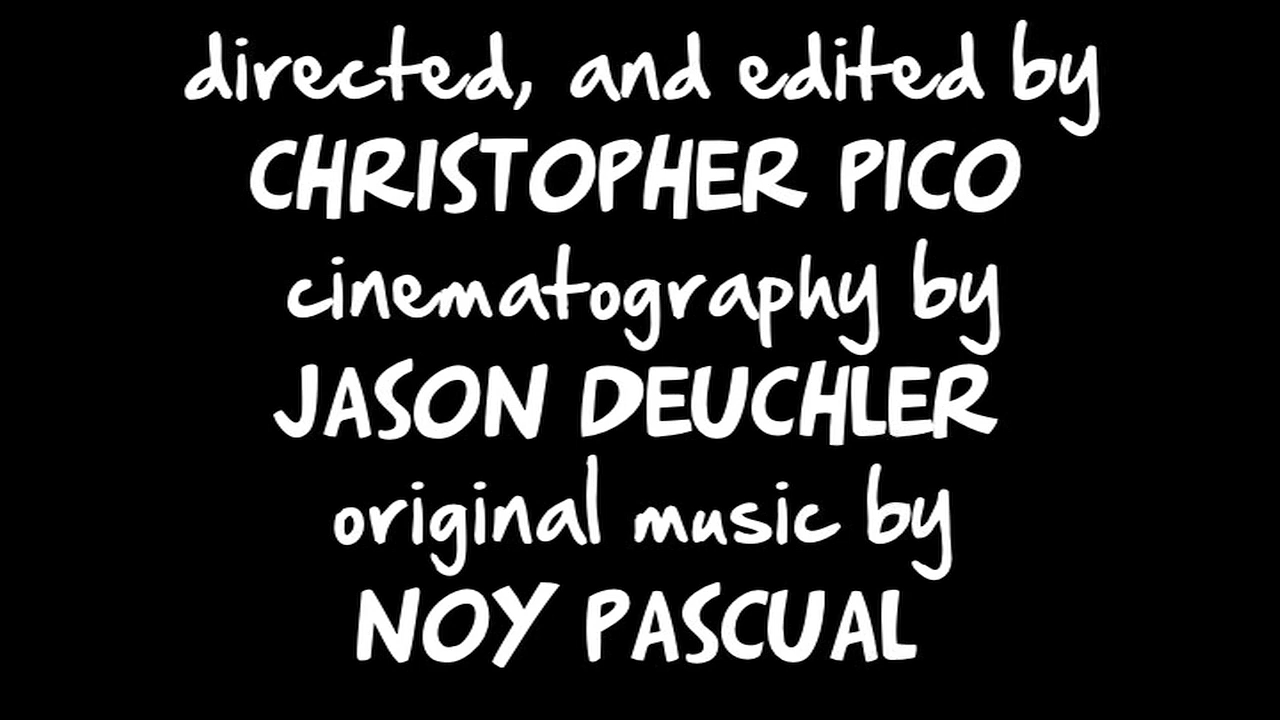 directed, and edited by
CHRISTOPHER PICO
cinematography by
JASON DEUCHLER
original music by
NOY PASCUAL